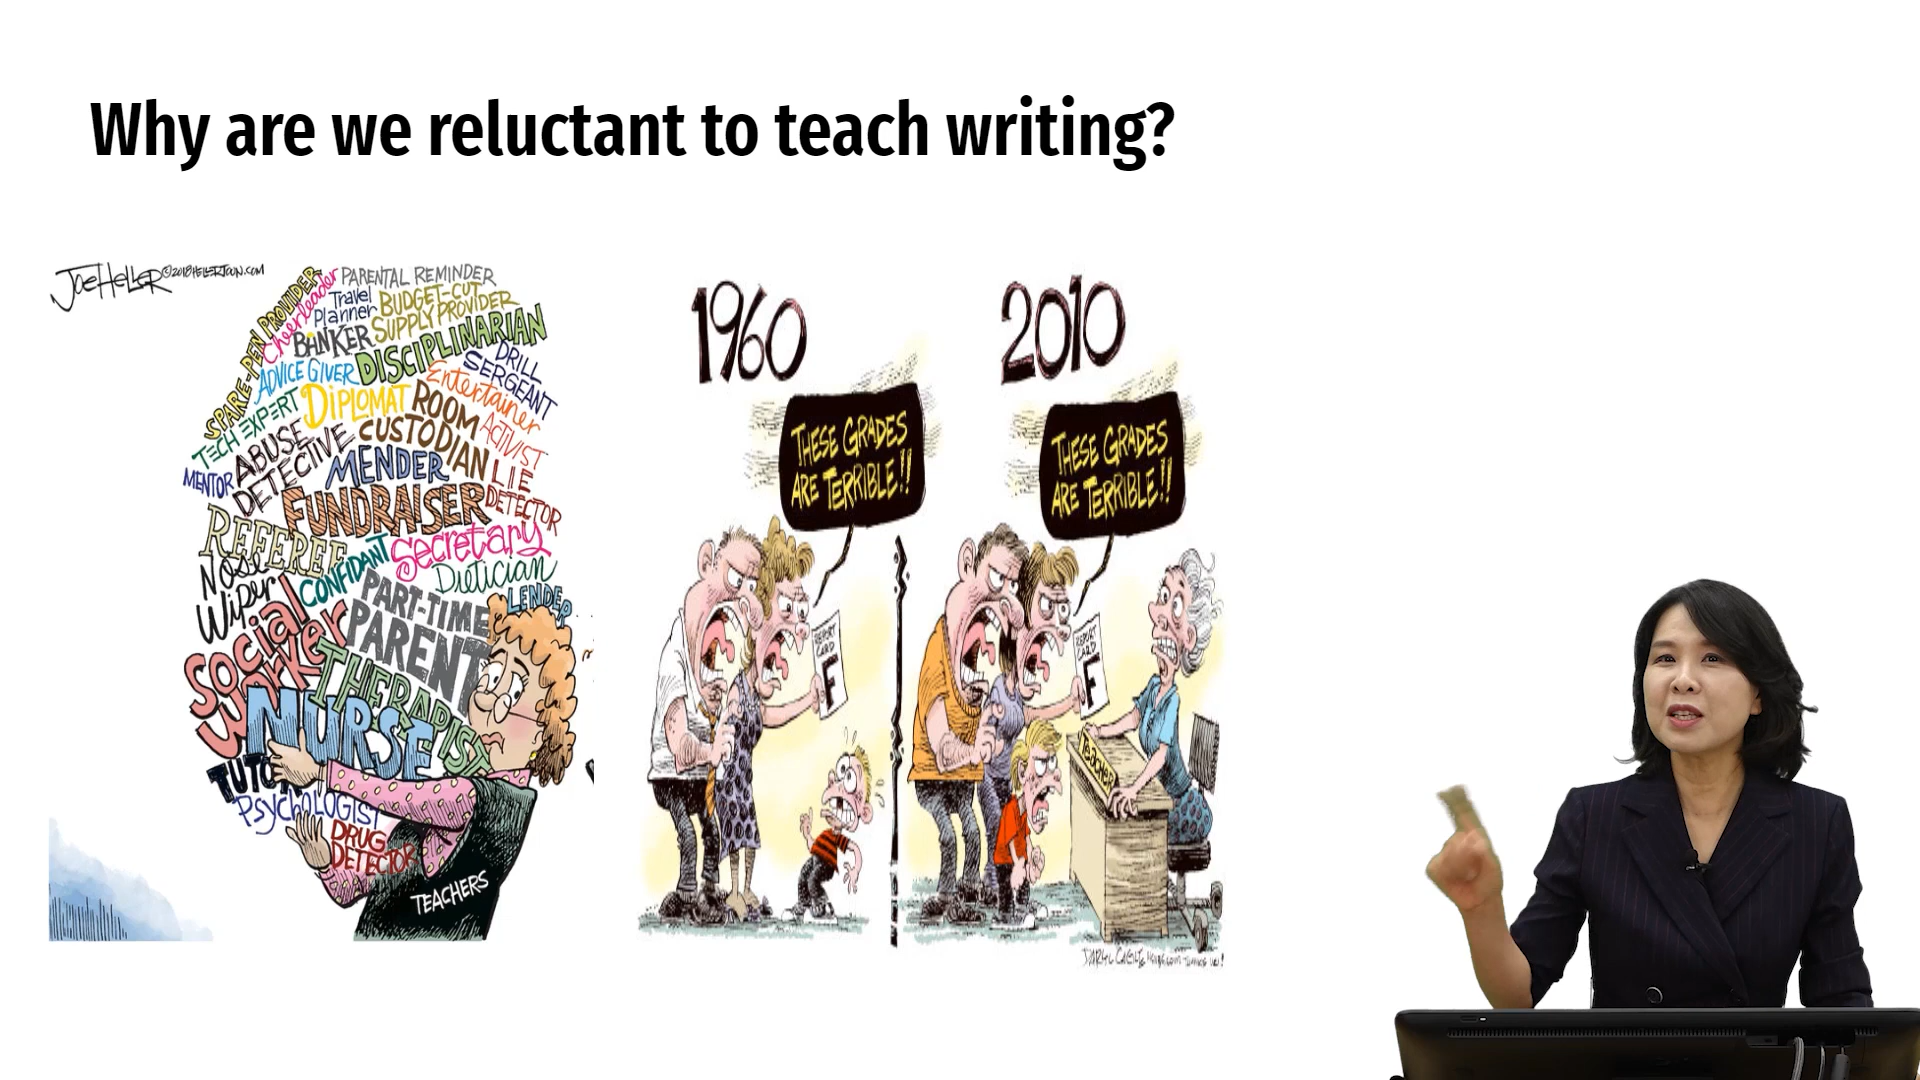 Why are we reluctant to teach writing?
Joe Heller ©2018 HELLERTOON.COM
PARENTAL REMINDER
SPARE-PEN PROVIDER
Cheerleader
Travel
Planner
BUDGET-CUT
SUPPLY PROVIDER
BANKER
DISCIPLINARIAN
ADVICE GIVER
DRILL
SERGEANT
Entertainer
DIPLOMAT
ROOM
CUSTODIAN
ACTIVIST
TECH EXPERT
ABUSE
DETECTIVE
MENTOR
MENDER
LIE
DETECTOR
FUNDRAISER
REFEREE
Secretary
CONFIDANT
NOSE
WIPER
Dietician
LENDER
PART-TIME
PARENT
Social
Worker
THERAPIST
NURSE
TUTOR
PSYCHOLOGIST
DRUG
DETECTOR
TEACHERS
1960
THESE GRADES
ARE TERRIBLE!!
REPORT
CARD
F
2010
THESE GRADES
ARE TERRIBLE!!
REPORT
CARD
F
TEACHER
DARYL CAGLE